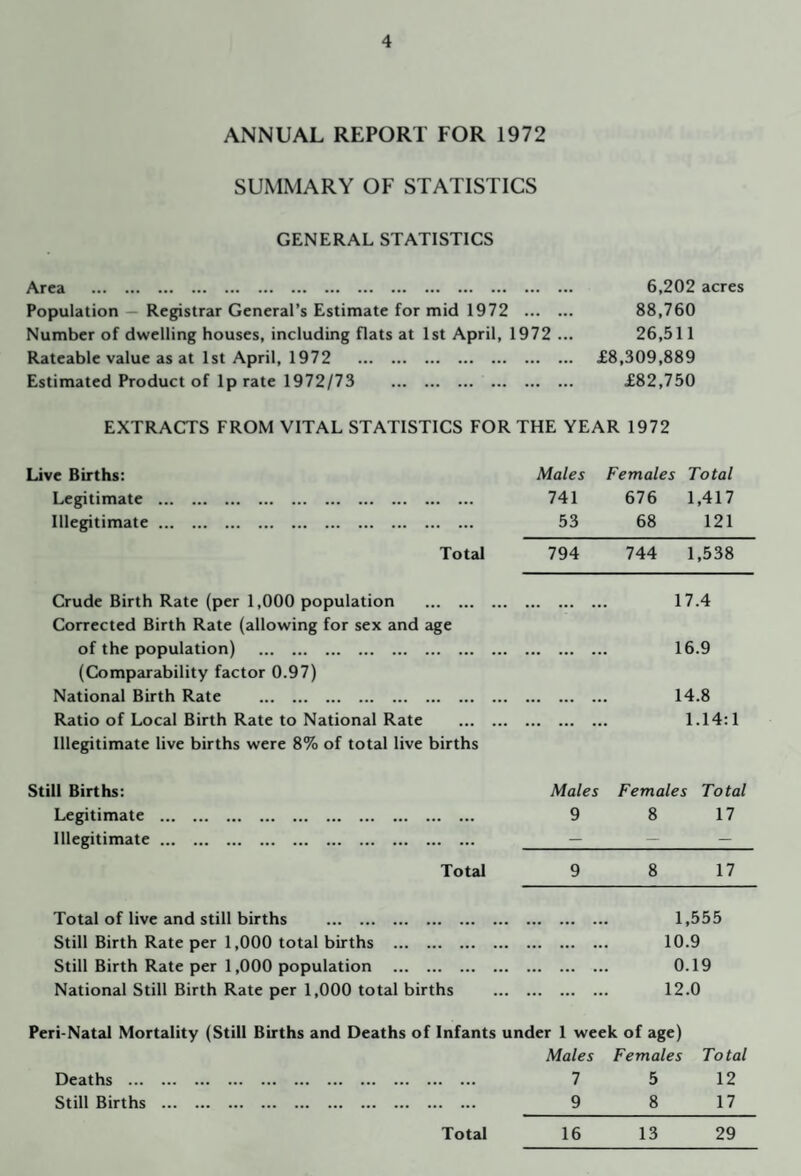 4
ANNUAL REPORT FOR 1972
SUMMARY OF STATISTICS
GENERAL STATISTICS
Area ... ... ... ... ... ... ... ... ... ... ... ... ... ... ... 6,202 acres
Population — Registrar General's Estimate for mid 1972 ... ... 88,760
Number of dwelling houses, including flats at 1st April, 1972 ... 26,511
Rateable value as at 1st April, 1972 ... ... ... ... ... ... ... £8,309,889
Estimated Product of 1p rate 1972/73 ... ... ... ... ... ... £82,750
EXTRACTS FROM VITAL STATISTICS FOR THE YEAR 1972
Live Births: Males Females Total
Legitimate ... ... ... ... ... ... ... ... ... ... 741 676 1,417
Illegitimate ... ... ... ... ... ... ... ... ... ... 53 68 121
Total 794 744 1,538
Crude Birth Rate (per 1,000 population ... ... ... ... ... ... 17.4
Corrected Birth Rate (allowing for sex and age
of the population) ... ... ... ... ... ... ... ... ... ... ... 16.9
(Comparability factor 0.97)
National Birth Rate ... ... ... ... ... ... ... ... ... ... ... 14.8
Ratio of Local Birth Rate to National Rate ... ... ... ... ... 1.14:1
Illegitimate live births were 8% of total live births
Still Births: Males Females Total
Legitimate ... ... ... ... ... ... ... ... ... ... 9 8 17
Illegitimate ... ... ... ... ... ... ... ... ... ... — — —
Total 9 8 17
Total of live and still births ... ... ... ... ... ... ... ... ... 1,555
Still Birth Rate per 1,000 total births ... ... ... ... ... ... ... 10.9
Still Birth Rate per 1,000 population ... ... ... ... ... ... ... 0.19
National Still Birth Rate per 1,000 total births ... ... ... ... 12.0
Peri-Natal Mortality (Still Births and Deaths of Infants under 1 week of age)
Males Females Total
Deaths ... ... ... ... ... ... ... ... ... ... ... 7 5 12
Still Births ... ... ... ... ... ... ... ... ... ... 9 8 17
Total 16 13 29